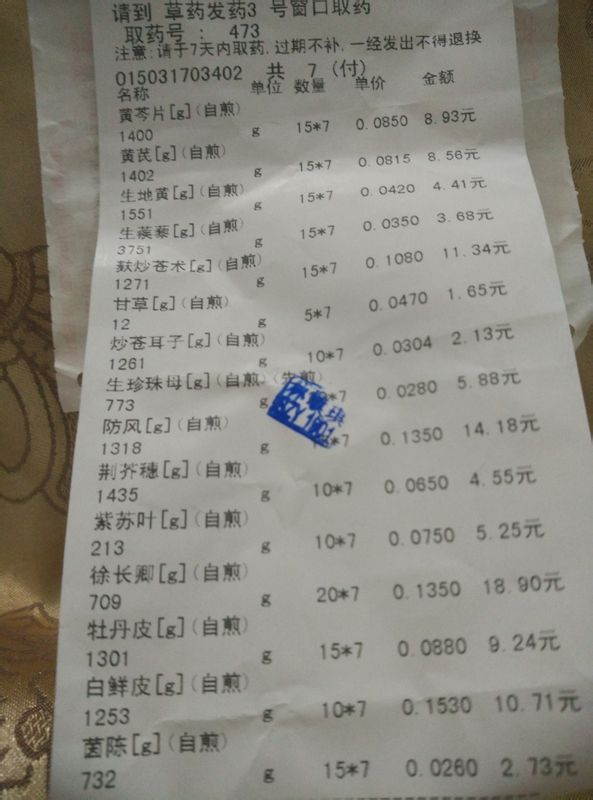 请到 草药发药3 号窗口取药
取药号: 473
注意:请于7天内取药,过期不补,一经发出不得退换
015031703402 共 7 (付)
名称 单位 数量 单价 金额
黄芩片[g](自煎)
1400 g 15*7 0.0850 8.93元
黄芪[g](自煎)
1402 g 15*7 0.0815 8.56元
生地黄[g](自煎)
1551 g 15*7 0.0420 4.41元
生蒺藜[g](自煎)
3751 g 15*7 0.0350 3.68元
麸炒苍术[g](自煎)
1271 g 15*7 0.1080 11.34元
甘草[g](自煎)
12 g 5*7 0.0470 1.65元
炒苍耳子[g](自煎)
1261 g 10*7 0.0304 2.13元
生珍珠母[g](自煎)(先煎)
773 g 0.0280 5.88元
防风[g](自煎)
1318 g 0.1350 14.18元
荆芥穗[g](自煎)
1435 g 10*7 0.0650 4.55元
紫苏叶[g](自煎)
213 g 10*7 0.0750 5.25元
徐长卿[g](自煎)
709 g 20*7 0.1350 18.90元
牡丹皮[g](自煎)
1301 g 15*7 0.0880 9.24元
白鲜皮[g](自煎)
1253 g 10*7 0.1530 10.71元
茵陈[g](自煎)
732 g 15*7 0.0260 2.73元